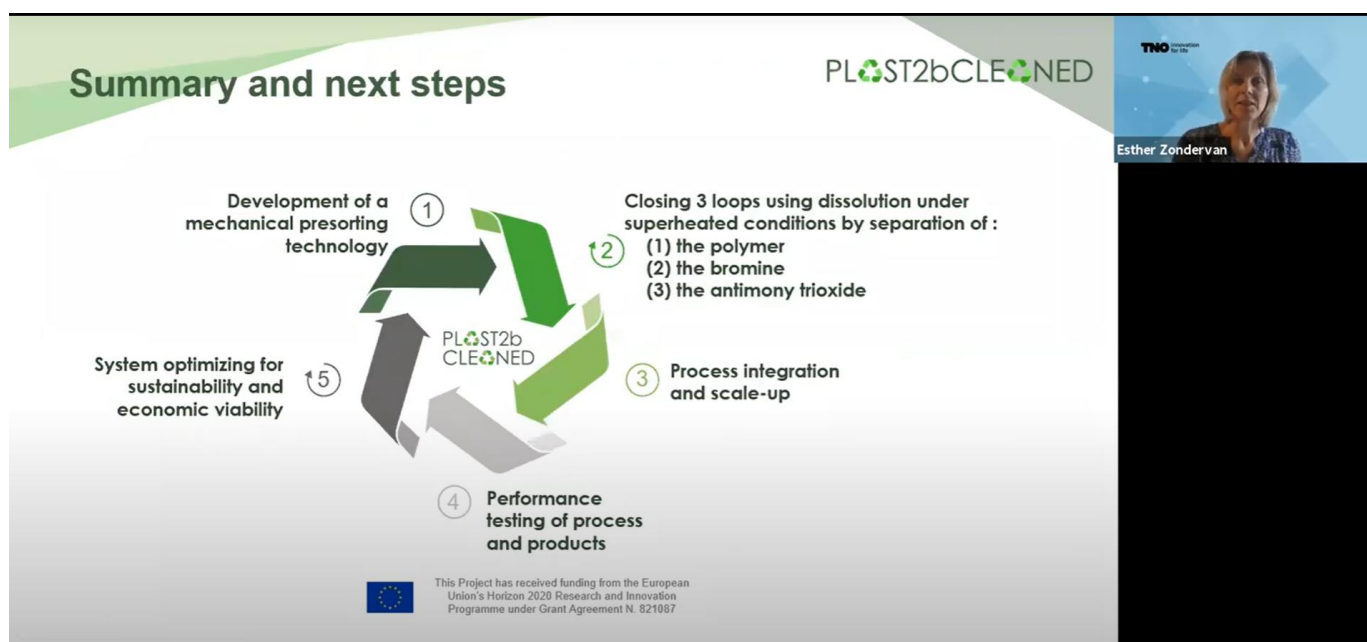 Summary and next steps
PLAST2bCLEANED
TNO innovation
for life
Esther Zondervan
Development of a
mechanical presorting
technology
1
Closing 3 loops using dissolution under
superheated conditions by separation of :
(1) the polymer
(2) the bromine
(3) the antimony trioxide
2
PLAST2b
CLEANED
3
Process integration
and scale-up
System optimizing for
sustainability and
economic viability
5
4
Performance
testing of process
and products
This Project has received funding from the European
Union's Horizon 2020 Research and Innovation
Programme under Grant Agreement N. 821087